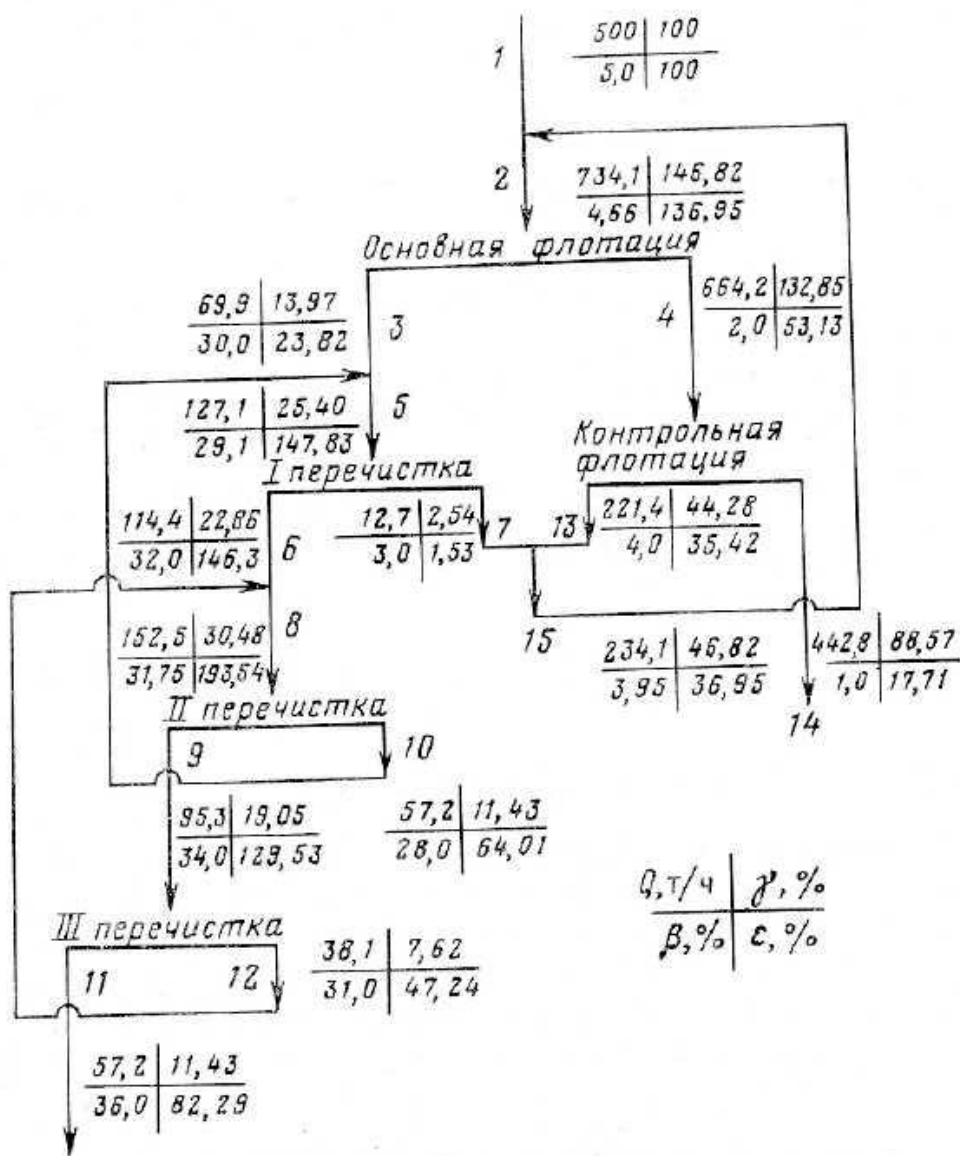 1
500 | 100
5,0 | 100
2
734,1 | 146,82
4,66 | 136,95
Основная флотация
69,9 | 13,97
30,0 | 23,82
3
4
664,2 | 132,85
2,0 | 53,13
127,1 | 25,40
29,1 | 147,83
5
I перечистка
Контрольная
флотация
114,4 | 22,86
32,0 | 146,3
6
12,7 | 2,54
3,0 | 1,53
7
13
221,4 | 44,28
4,0 | 35,42
152,5 | 30,48
31,75 | 193,54
8
15
234,1 | 46,82
3,95 | 36,95
442,8 | 88,57
1,0 | 17,71
14
II перечистка
9
10
95,3 | 19,05
34,0 | 129,53
57,2 | 11,43
28,0 | 64,01
Q, т/ч | γ, %
β, % | ε, %
III перечистка
11
12
38,1 | 7,62
31,0 | 47,24
57,2 | 11,43
36,0 | 82,29